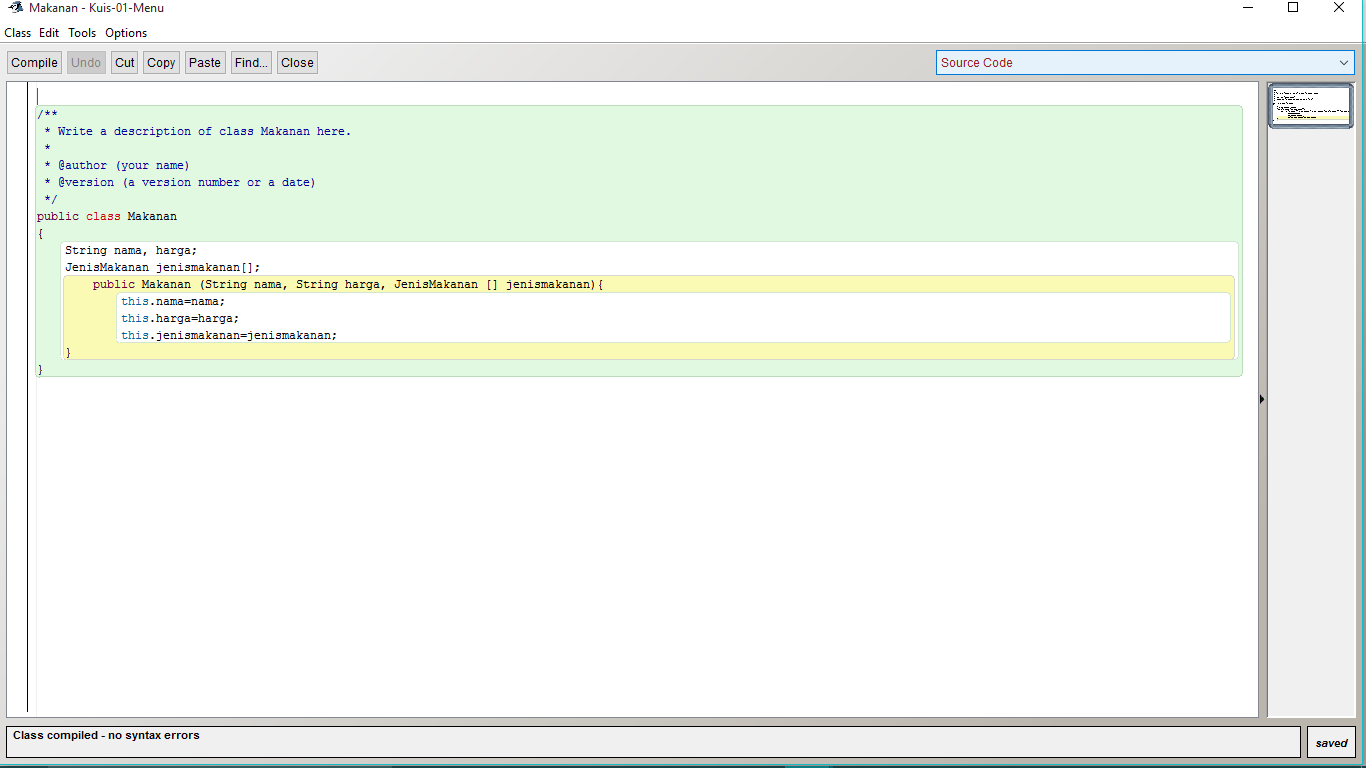 Makanan - Kuis-01-Menu
Class Edit Tools Options
Compile Undo Cut Copy Paste Find... Close Source Code
/**
 * Write a description of class Makanan here.
 *
 * @author (your name)
 * @version (a version number or a date)
 */
public class Makanan
{
    String nama, harga;
    JenisMakanan jenismakanan[];
        public Makanan (String nama, String harga, JenisMakanan [] jenismakanan){
            this.nama=nama;
            this.harga=harga;
            this.jenismakanan=jenismakanan;
    }
}
Class compiled - no syntax errors
saved